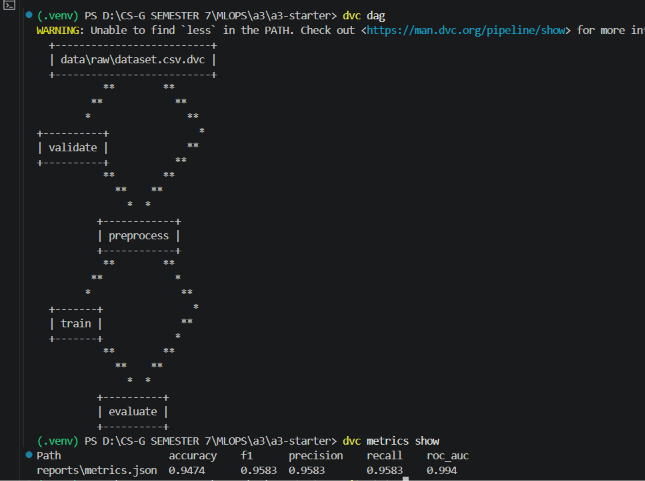 (.venv) PS D:\CS-G SEMESTER 7\MLOPS\a3\a3-starter> dvc dag
WARNING: Unable to find `less` in the PATH. Check out <https://man.dvc.org/pipeline/show> for more in
+--------------------------+
| data\raw\dataset.csv.dvc |
+--------------------------+
** **
** **
* **
+----------+ *
| validate | **
+----------+ **
** **
** **
* *
+------------+
| preprocess |
+------------+
** **
** *
* **
+-------+ *
| train | **
+-------+ *
** **
** **
* *
+----------+
| evaluate |
+----------+
(.venv) PS D:\CS-G SEMESTER 7\MLOPS\a3\a3-starter> dvc metrics show
Path accuracy f1 precision recall roc_auc
reports\metrics.json 0.9474 0.9583 0.9583 0.9583 0.994